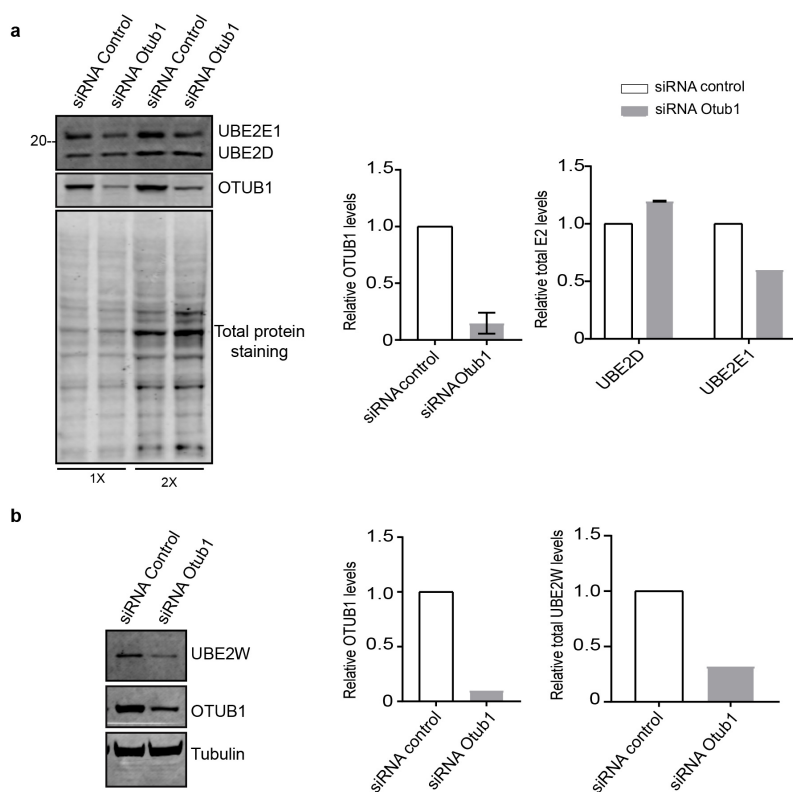 a
siRNA Control
siRNA Otub1
siRNA Control
siRNA Otub1
20--
UBE2E1
UBE2D
OTUB1
Total protein
staining
1X
2X
Relative OTUB1 levels
1.5
1.0
0.5
0
siRNAcontrol
siRNAOtub1
siRNA control
siRNA Otub1
Relative total E2 levels
1.5
1.0
0.5
0
UBE2D
UBE2E1
b
siRNA Control
siRNA Otub1
UBE2W
OTUB1
Tubulin
Relative OTUB1 levels
1.5
1.0
0.5
0
siRNA control
siRNA Otub1
Relative total UBE2W levels
1.5
1.0
0.5
0
siRNA control
siRNA Otub1